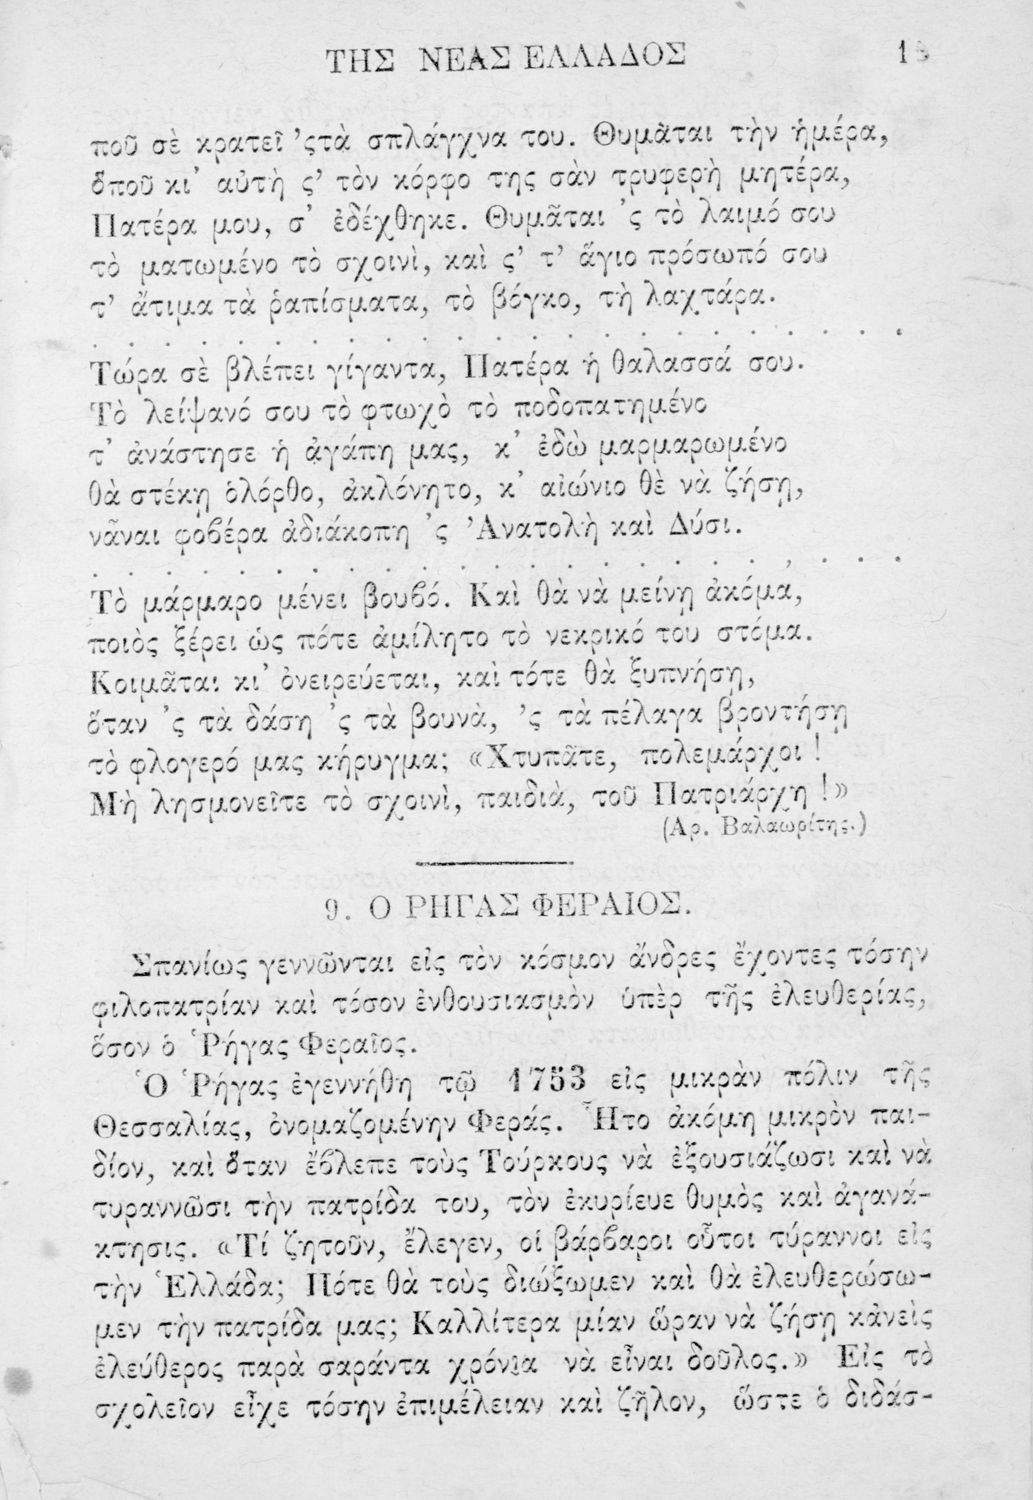 ΤΗΣ ΝΕΑΣ ΕΛΛΑΔΟΣ
ποῦ σὲ κρατεῖ 'ςτὰ σπλάγχνα του. Θυμᾶται τὴν ἡμέρα,
ὁποῦ κι' αὐτὴ ς' τὸν κόρφο της σὰν τρυφερὴ μητέρα,
Πατέρα μου, σ' ἐδέχθηκε. Θυμᾶται 'ς τὸ λαιμό σου
τὸ ματωμένο τὸ σχοινὶ, καὶ ς' τ' ἅγιο πρόσωπό σου
τ' ἄτιμα τὰ ῥαπίσματα, τὸ βόγκο, τὴ λαχτάρα.
. . . . . . . . . . . . . . . . . . . . . . . . . . . .
Τώρα σὲ βλέπει γίγαντα, Πατέρα ἡ θαλασσά σου.
Τὸ λείψανό σου τὸ φτωχὸ τὸ ποδοπατημένο
τ' ἀνάστησε ἡ ἀγάπη μας, κ' ἐδὼ μαρμαρωμένο
θὰ στέκῃ ὁλόρθο, ἀκλόνητο, κ' αἰώνιο θὲ νὰ ζήσῃ,
νἆναι φοβέρα ἀδιάκοπη 'ς 'Ανατολὴ καὶ Δύσι.
. . . . . . . . . . . . . . . . . . . . . . . . . . . .
Τὸ μάρμαρο μένει βουβό. Καὶ θὰ νὰ μείνῃ ἀκόμα,
ποιὸς ξέρει ὡς πότε ἀμίλητο τὸ νεκρικό του στόμα.
Κοιμᾶται κι' ὀνειρεύεται, καὶ τότε θὰ ξυπνήσῃ,
ὅταν 'ς τὰ δάση 'ς τὰ βουνὰ, 'ς τὰ πέλαγα βροντήσῃ
τὸ φλογερό μας κήρυγμα; «Χτυπᾶτε, πολεμάρχοι !
Μὴ λησμονεῖτε τὸ σχοινὶ, παιδιὰ, τοῦ Πατριάρχη !»
(Αρ. Βαλαωρίτης.)
9. Ο ΡΗΓΑΣ ΦΕΡΑΙΟΣ.
Σπανίως γεννῶνται εἰς τὸν κόσμον ἄνδρες ἔχοντες τόσην
φιλοπατρίαν καὶ τόσον ἐνθουσιασμὸν ὑπὲρ τῆς ἐλευθερίας,
ὅσον ὁ Ῥήγας Φεραῖος.
Ὁ Ῥήγας ἐγεννήθη τῷ 1753 εἰς μικρὰν πόλιν τῆς
Θεσσαλίας, ὀνομαζομένην Φεράς. Ἦτο ἀκόμη μικρὸν παι-
δίον, καὶ ὅταν ἔβλεπε τοὺς Τούρκους νὰ ἐξουσιάζωσι καὶ νὰ
τυραννῶσι τὴν πατρίδα του, τὸν ἐκυρίευε θυμὸς καὶ ἀγανά-
κτησις. «Τί ζητοῦν, ἔλεγεν, οἱ βάρβαροι οὗτοι τύραννοι εἰς
τὴν Ἑλλάδα; Πότε θὰ τοὺς διώξωμεν καὶ θὰ ἐλευθερώσω-
μεν τὴν πατρίδα μας; Καλλίτερα μίαν ὥραν νὰ ζήσῃ κἀνεὶς
ἐλεύθερος παρὰ σαράντα χρόνια νὰ εἶναι δοῦλος.» Εἰς τὸ
σχολεῖον εἶχε τόσην ἐπιμέλειαν καὶ ζῆλον, ὥστε ὁ διδάσ-